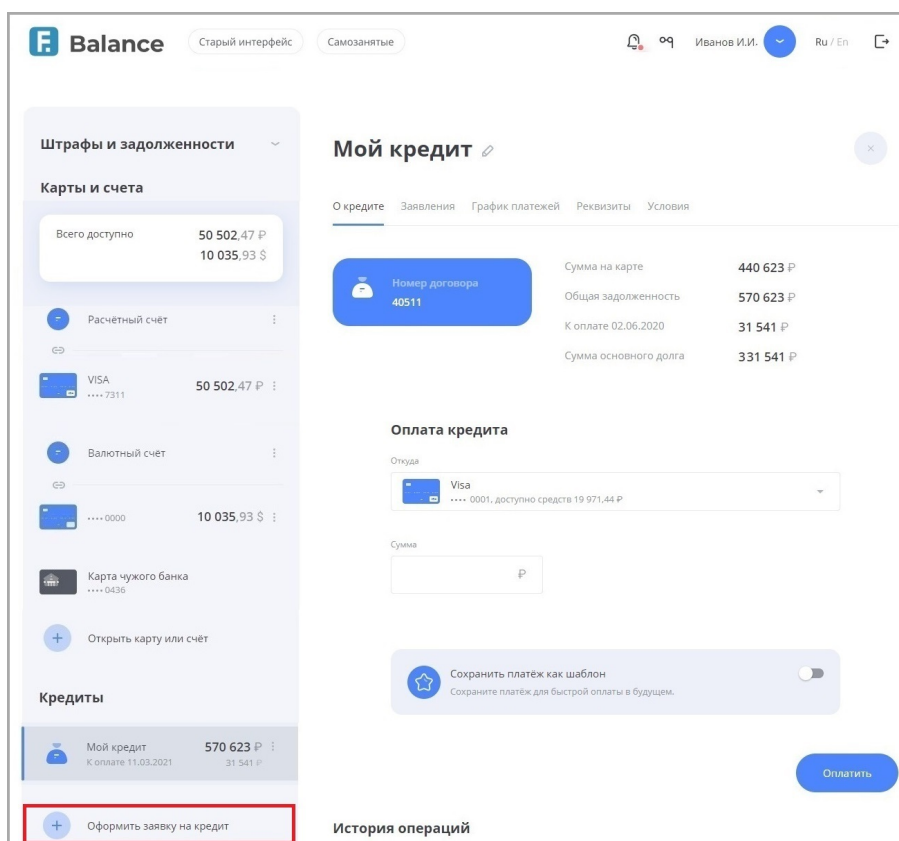 F. Balance
Старый интерфейс
Самозанятые
Иванов И.И.
Ru / En
Штрафы и задолженности
Карты и счета
Всего доступно 50 502,47 ₽
10 035,93 $
Расчётный счёт
VISA 50 502,47 ₽
•••• 7311
Валютный счёт
•••• 0000 10 035,93 $
Карта чужого банка
•••• 0436
Открыть карту или счёт
Кредиты
Мой кредит 570 623 ₽
К оплате 11.03.2021 31 541 ₽
Оформить заявку на кредит
Мой кредит
О кредите Заявления График платежей Реквизиты Условия
Номер договора
40511
Сумма на карте 440 623 ₽
Общая задолженность 570 623 ₽
К оплате 02.06.2020 31 541 ₽
Сумма основного долга 331 541 ₽
Оплата кредита
Откуда
Visa
•••• 0001, доступно средств 19 971,44 ₽
Сумма
₽
Сохранить платёж как шаблон
Сохраните платёж для быстрой оплаты в будущем.
Оплатить
История операций